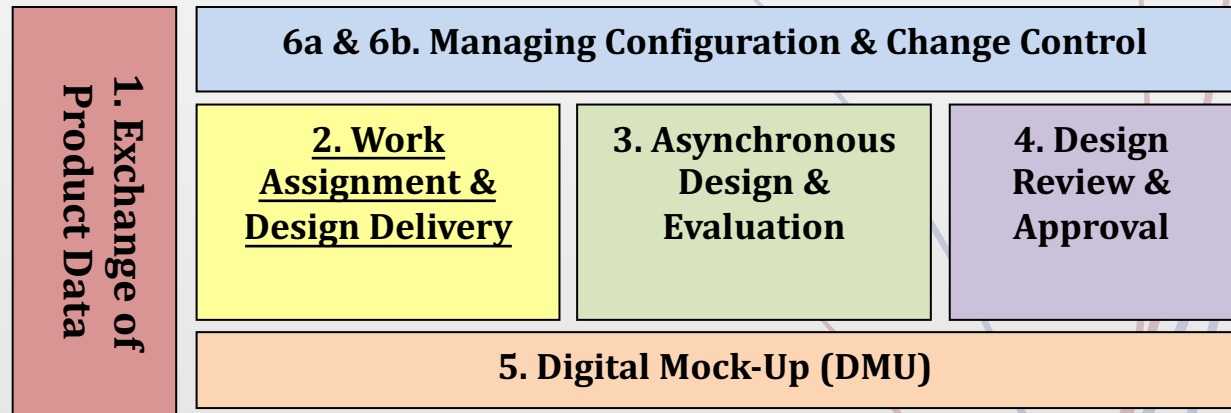 1. Exchange of
Product Data
6a & 6b. Managing Configuration & Change Control
2. Work
Assignment &
Design Delivery
3. Asynchronous
Design &
Evaluation
4. Design
Review &
Approval
5. Digital Mock-Up (DMU)